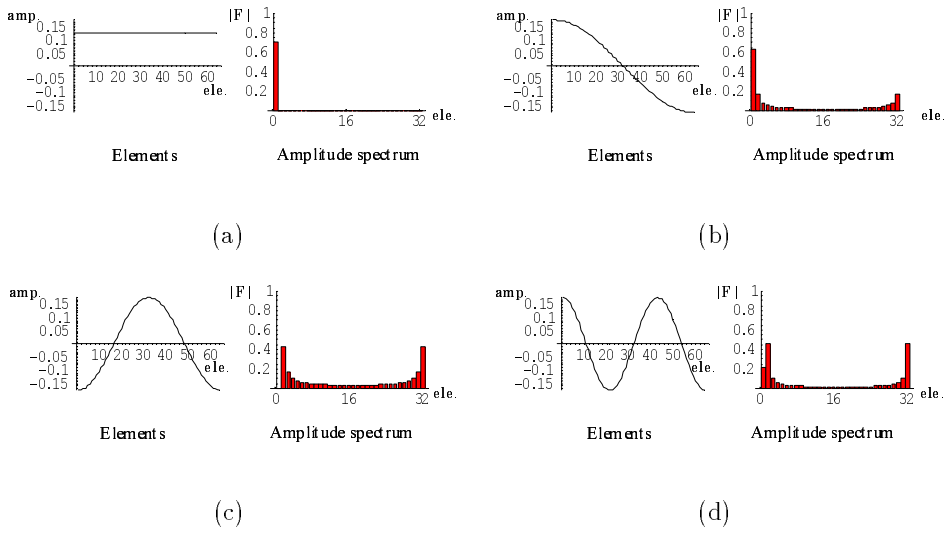 amp.
0.15
0.1
−0.05
−0.1
−0.15
10 20 30 40 50 60
ele.
Elements
|F|
1
0.8
0.6
0.4
0.2
0 16 32 ele.
Amplitude spectrum
(a)
amp.
0.15
0.1
0.05
−0.05
−0.1
−0.15
10 20 30 40 50 60
ele.
Elements
|F|
1
0.8
0.6
0.4
0.2
0 16 32 ele.
Amplitude spectrum
(b)
amp.
0.15
0.1
0.05
−0.05
−0.1
−0.15
10 20 30 40 50 60
ele.
Elements
|F|
1
0.8
0.6
0.4
0.2
0 16 32 ele.
Amplitude spectrum
(c)
amp.
0.15
0.1
0.05
−0.05
−0.1
−0.15
10 20 30 40 50 60
ele.
Elements
|F|
1
0.8
0.6
0.4
0.2
0 16 32 ele.
Amplitude spectrum
(d)